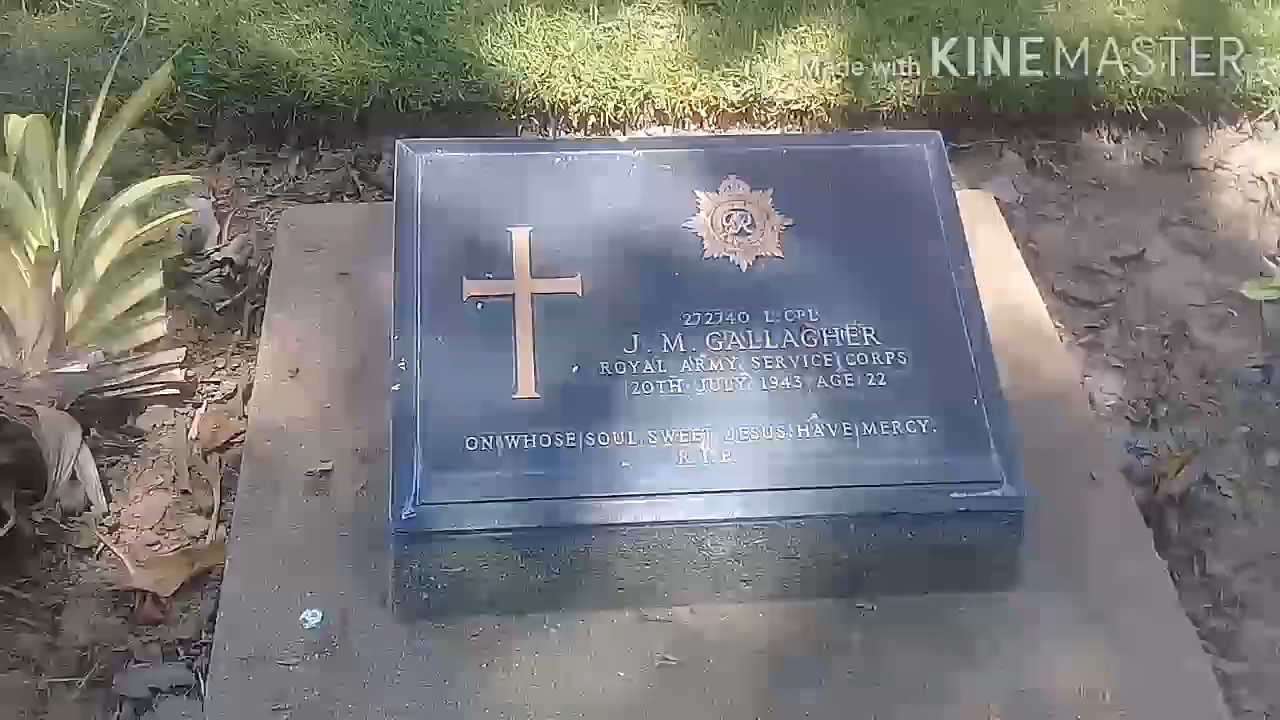 Made with KINEMASTER
GR
272740 L. CPL
J. M. GALLAGHER
ROYAL ARMY SERVICE CORPS
20TH JULY 1943 AGE 22
ON WHOSE SOUL SWEET JESUS HAVE MERCY.
R.I.P.